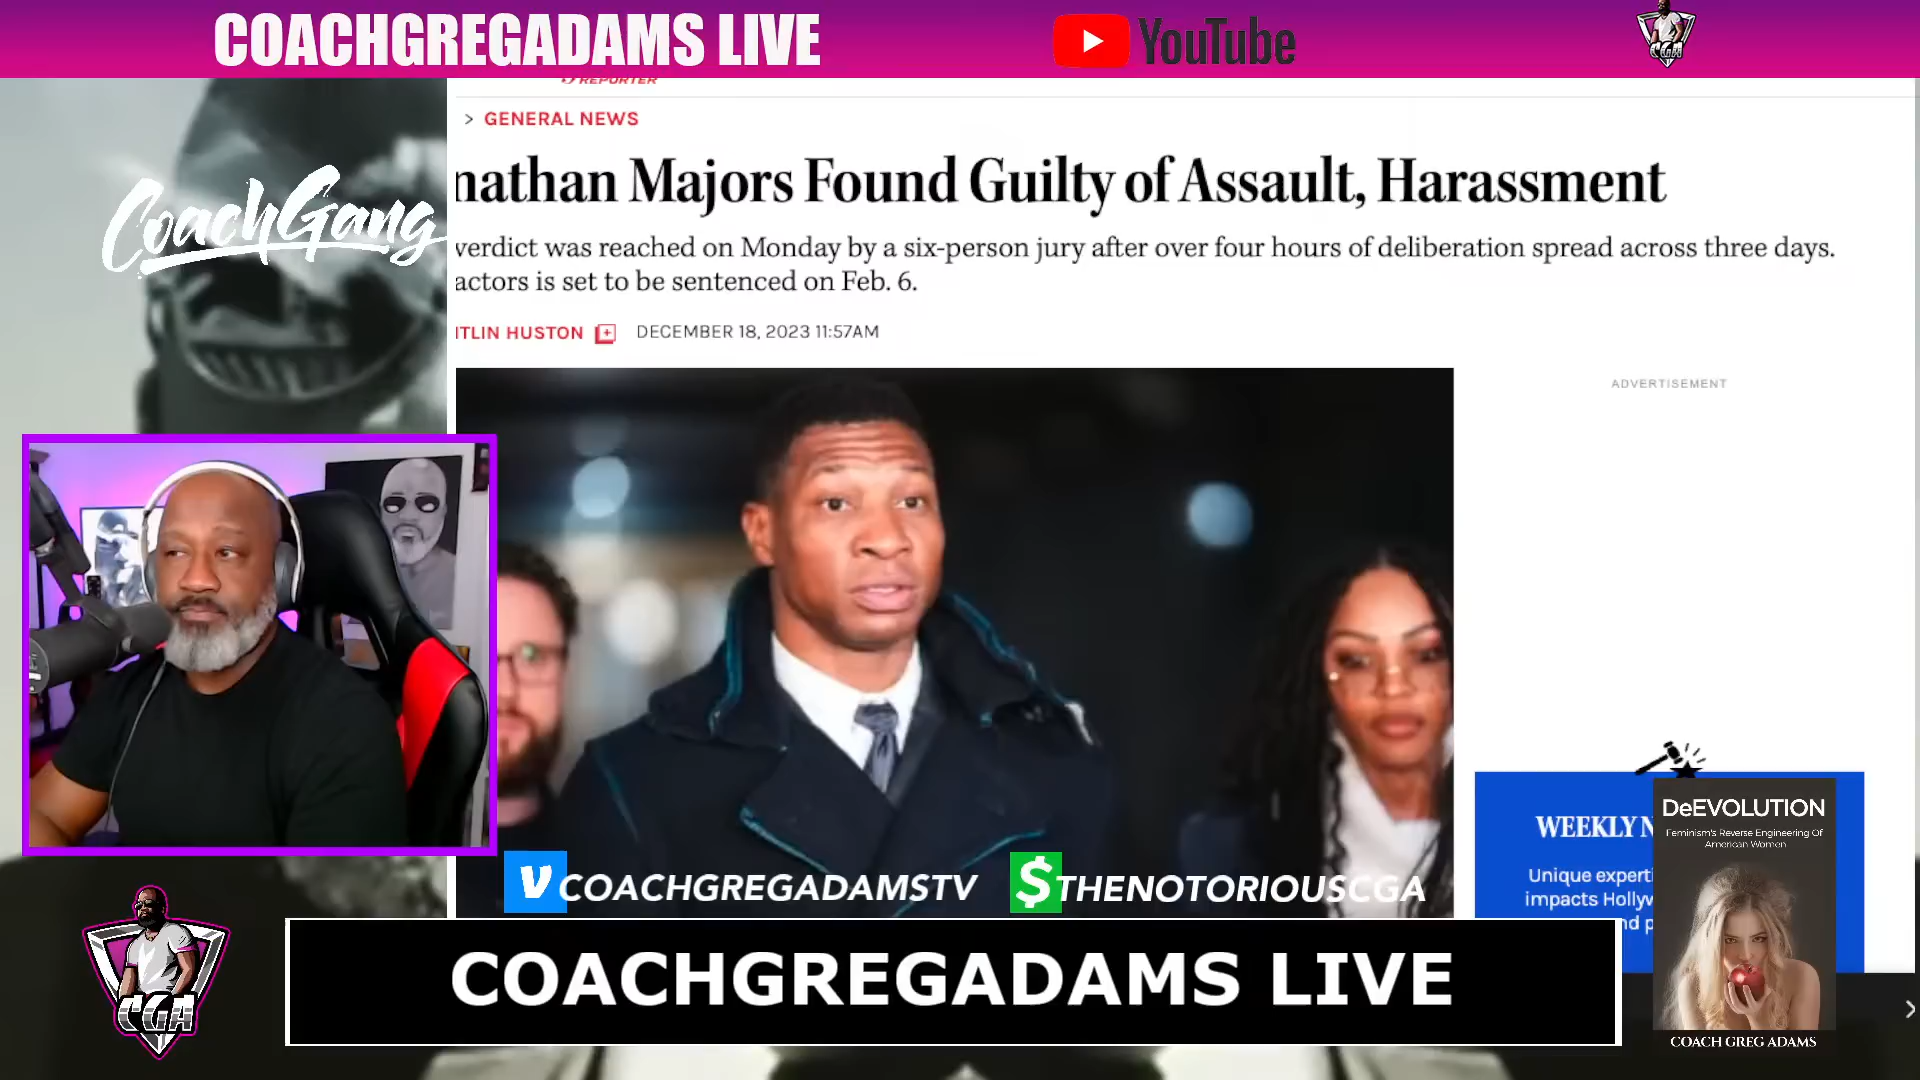 COACHGREGADAMS LIVE
YouTube
CGA
REPORTER
> GENERAL NEWS
nathan Majors Found Guilty of Assault, Harassment
verdict was reached on Monday by a six-person jury after over four hours of deliberation spread across three days.
actors is set to be sentenced on Feb. 6.
ITLIN HUSTON
DECEMBER 18, 2023 11:57AM
CoachGang
ADVERTISEMENT
WEEKLY N
Unique experti
impacts Hollyw
nd p
DeEVOLUTION
Feminism's Reverse Engineering Of
American Women
COACH GREG ADAMS
V COACHGREGADAMSTV
$ THENOTORIOUSCGA
CGA
COACHGREGADAMS LIVE